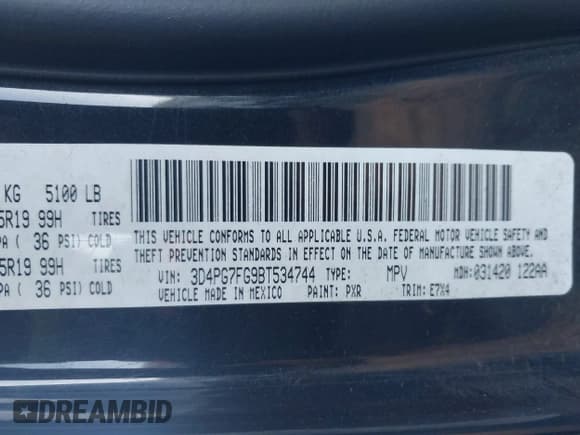 KG 5100 LB
5R19 99H TIRES
PA ( 36 PSI) COLD
5R19 99H TIRES
PA ( 36 PSI) COLD
THIS VEHICLE CONFORMS TO ALL APPLICABLE U.S.A. FEDERAL MOTOR VEHICLE SAFETY AND
THEFT PREVENTION STANDARDS IN EFFECT ON THE DATE OF MANUFACTURE SHOWN ABOVE.
VIN: 3D4PG7FG9BT534744 TYPE: MPV MDH: 031420 122AA
VEHICLE MADE IN MEXICO PAINT: PXR TRIM: E7X4
DREAMBID